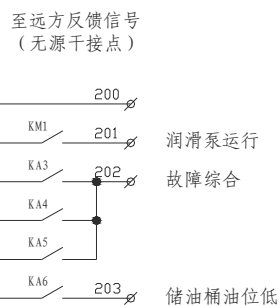 至远方反馈信号
（无源干接点）
200
KM1 201 润滑泵运行
KA3 202 故障综合
KA4
KA5
KA6 203 储油桶油位低